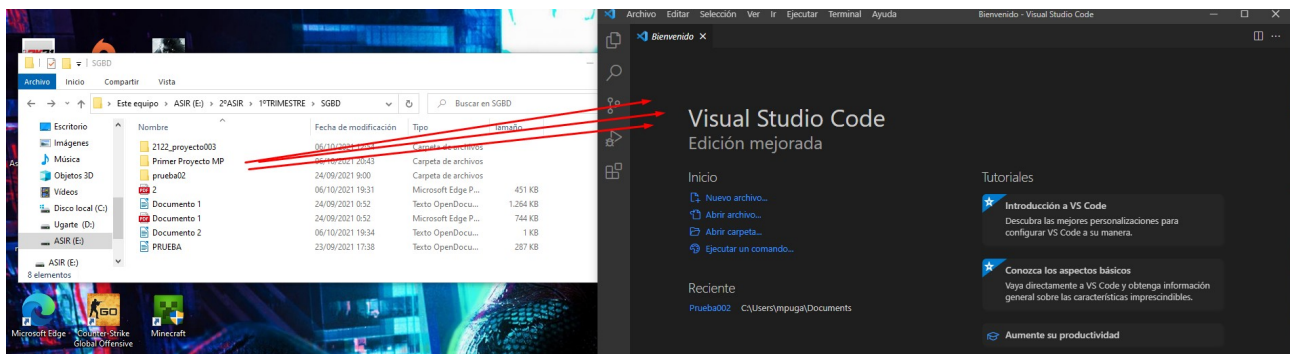 SGBD
Archivo Inicio Compartir Vista
Este equipo > ASIR (E:) > 2ºASIR > 1ºTRIMESTRE > SGBD
Buscar en SGBD
Escritorio
Imágenes
Música
Objetos 3D
Vídeos
Disco local (C:)
Ugarte (D:)
ASIR (E:)
ASIR (E:)
Nombre Fecha de modificación Tipo Tamaño
2122_proyecto003 06/10/2021 Carpeta de archivos
Primer Proyecto MP 06/10/2021 20:43 Carpeta de archivos
prueba02 24/09/2021 9:00 Carpeta de archivos
2 06/10/2021 19:31 Microsoft Edge P... 451 KB
Documento 1 24/09/2021 0:52 Texto OpenDocu... 1.264 KB
Documento 1 24/09/2021 0:52 Microsoft Edge P... 744 KB
Documento 2 06/10/2021 19:34 Texto OpenDocu... 1 KB
PRUEBA 23/09/2021 17:38 Texto OpenDocu... 287 KB
8 elementos
Microsoft Edge
Counter-Strike
Global Offensive
Minecraft
Archivo Editar Selección Ver Ir Ejecutar Terminal Ayuda
Bienvenido - Visual Studio Code
Bienvenido
Visual Studio Code
Edición mejorada
Inicio
Nuevo archivo...
Abrir archivo...
Abrir carpeta...
Ejecutar un comando...
Reciente
Prueba002 C:\Users\mpuga\Documents
Tutoriales
Introducción a VS Code
Descubra las mejores personalizaciones para
configurar VS Code a su manera.
Conozca los aspectos básicos
Vaya directamente a VS Code y obtenga información
general sobre las características imprescindibles.
Aumente su productividad